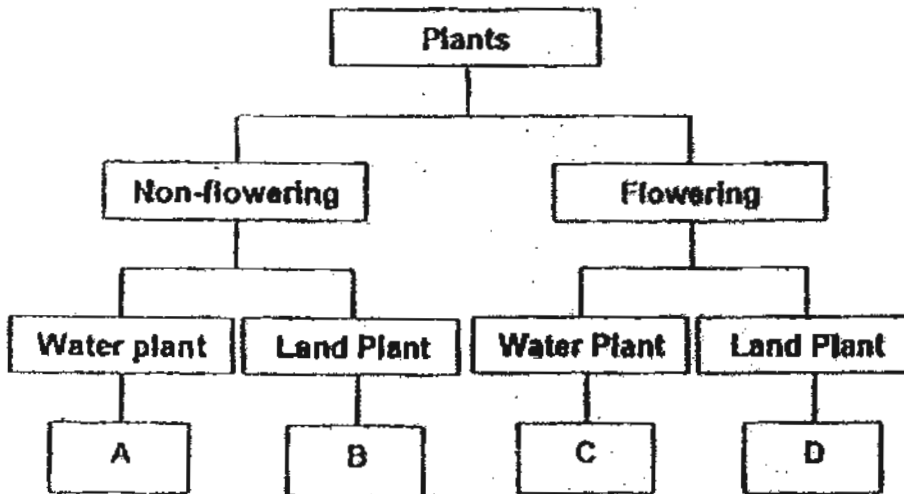 Plants
Non-flowering
Flowering
Water plant
Land Plant
Water Plant
Land Plant
A
B
C
D